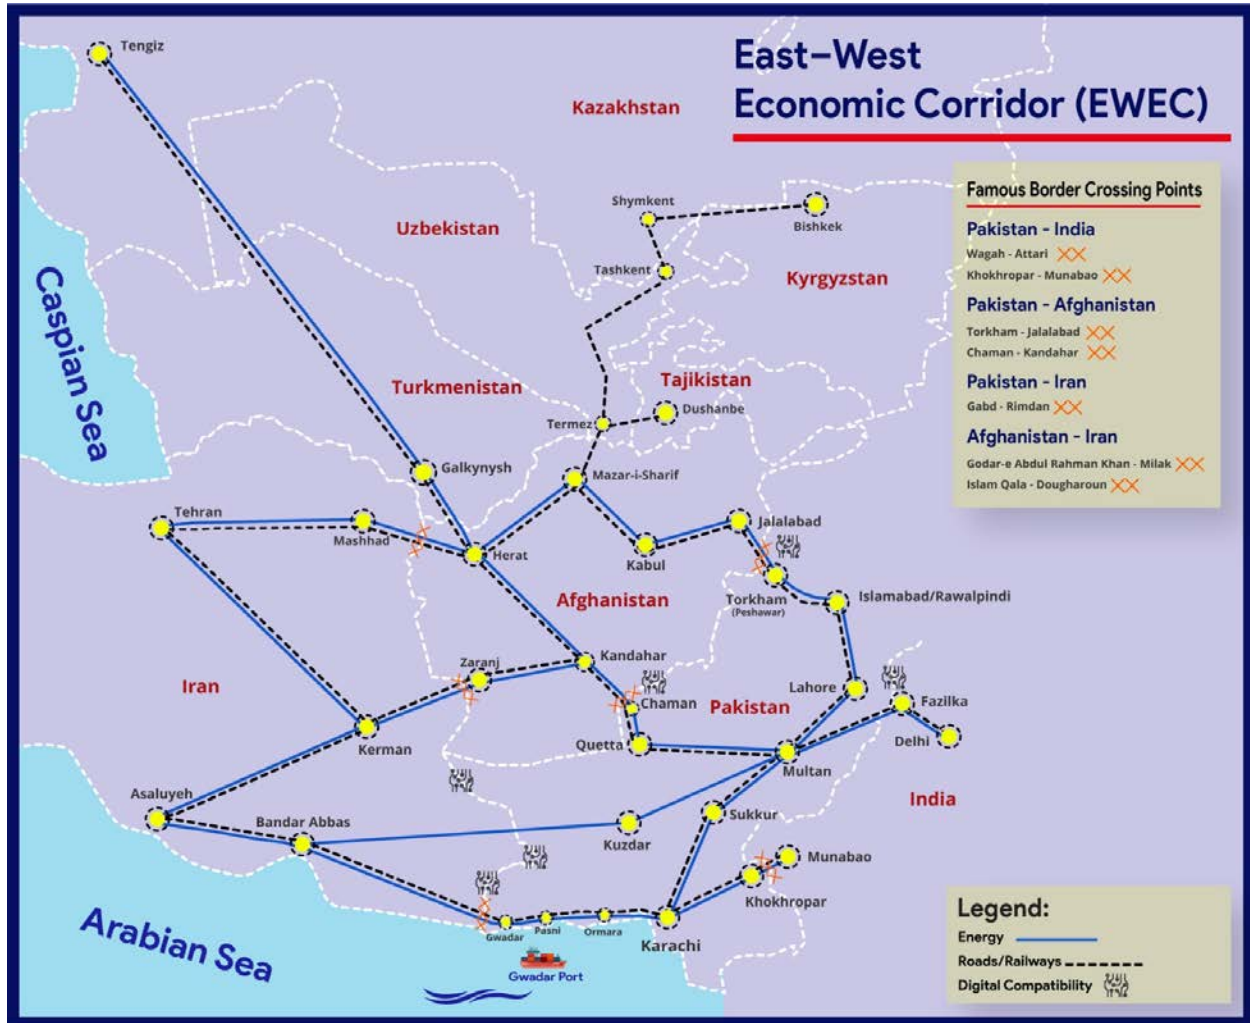 East–West
Economic Corridor (EWEC)
Tengiz
Kazakhstan
Famous Border Crossing Points
Pakistan - India
Wagah - Attari
Khokhropar - Munabao
Pakistan - Afghanistan
Torkham - Jalalabad
Chaman - Kandahar
Pakistan - Iran
Gabd - Rimdan
Afghanistan - Iran
Godar-e Abdul Rahman Khan - Milak
Islam Qala - Dougharoun
Shymkent
Bishkek
Uzbekistan
Tashkent
Kyrgyzstan
Caspian Sea
Turkmenistan
Tajikistan
Dushanbe
Termez
Galkynysh
Mazar-i-Sharif
Tehran
Mashhad
Herat
Kabul
Jalalabad
Afghanistan
Torkham
(Peshawar)
Islamabad/Rawalpindi
Zaranj
Kandahar
Iran
Chaman
Pakistan
Lahore
Fazilka
Kerman
Quetta
Multan
Delhi
Asaluyeh
Bandar Abbas
Kuzdar
Sukkur
India
Munabao
Khokhropar
Gwadar
Pasni
Ormara
Karachi
Arabian Sea
Gwadar Port
Legend:
Energy
Roads/Railways
Digital Compatibility